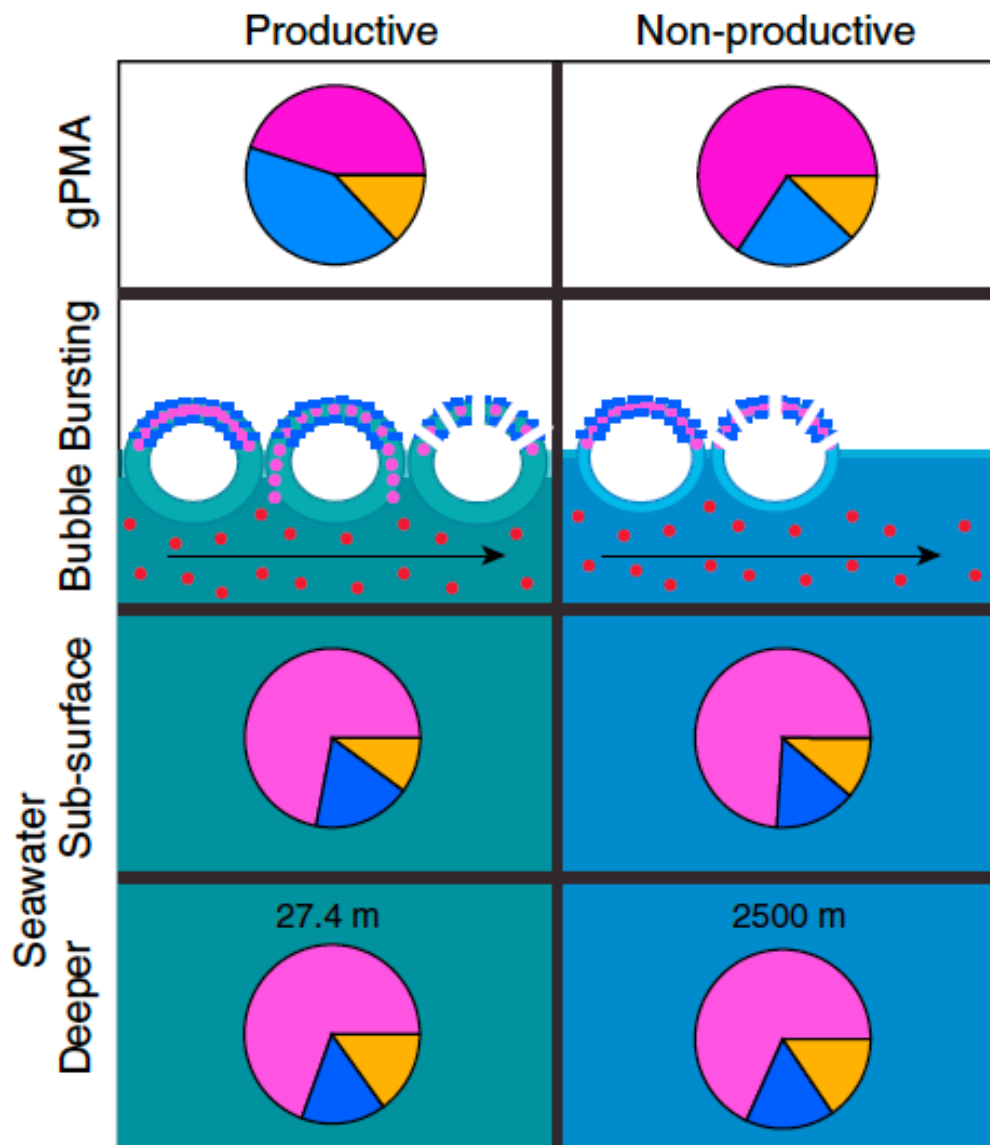 Productive
Non-productive
gPMA
Bubble Bursting
Seawater
Sub-surface
Deeper
27.4 m
2500 m